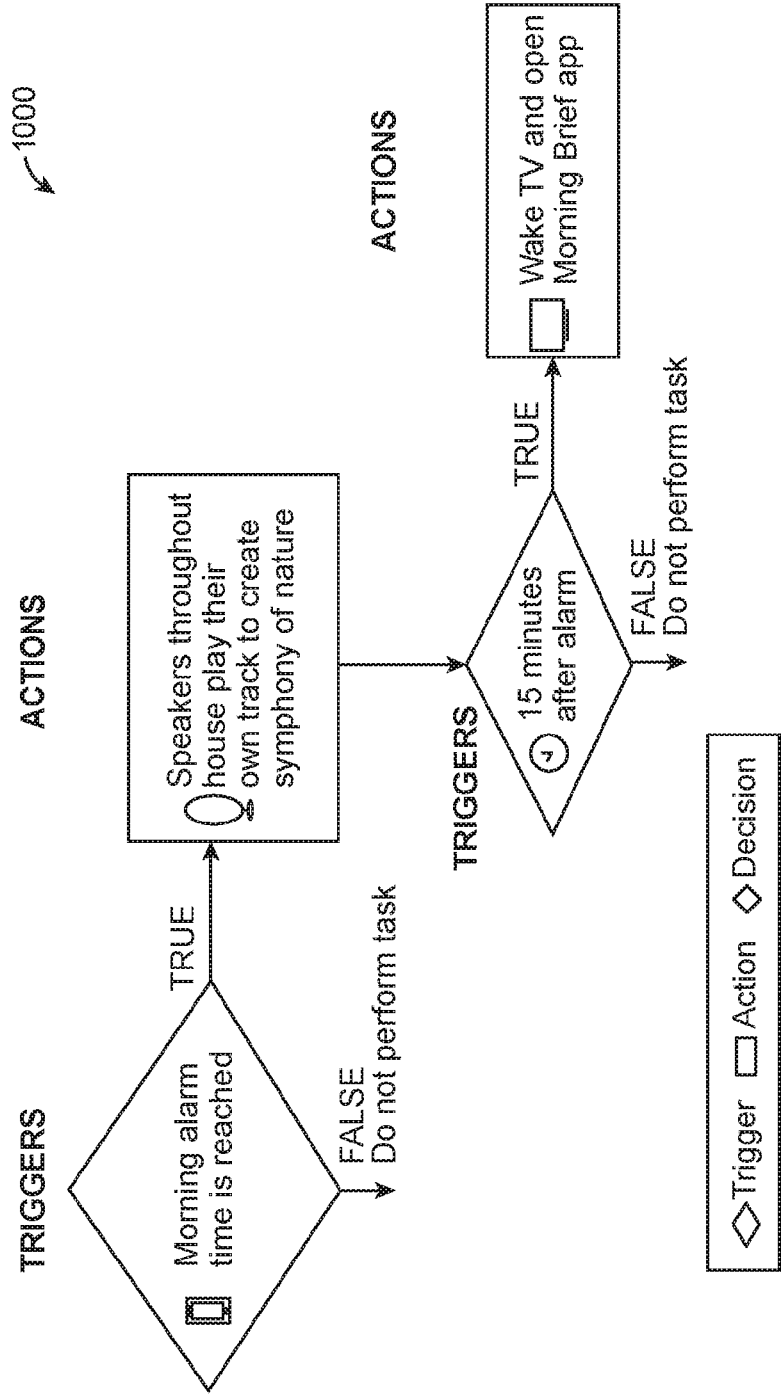 1000
TRIGGERS
ACTIONS
Morning alarm
time is reached
TRUE
FALSE
Do not perform task
Speakers throughout
house play their
own track to create
symphony of nature
TRIGGERS
ACTIONS
15 minutes
after alarm
TRUE
FALSE
Do not perform task
Wake TV and open
Morning Brief app
Trigger Action Decision